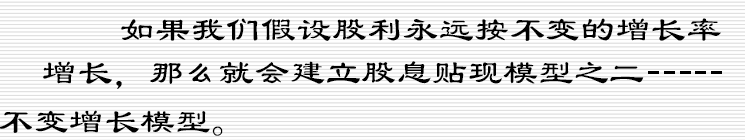 如果我们假设股利永远按不变的增长率
增长，那么就会建立股息贴现模型之二-----
不变增长模型。